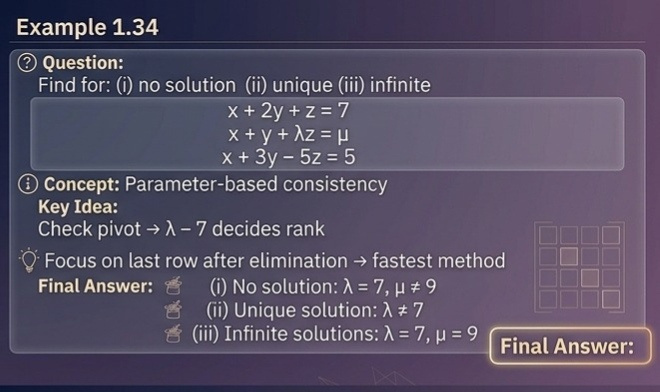 Example 1.34
? Question:
Find for: (i) no solution (ii) unique (iii) infinite
x + 2y + z = 7
x + y + λz = μ
x + 3y − 5z = 5
i Concept: Parameter-based consistency
Key Idea:
Check pivot → λ − 7 decides rank
Focus on last row after elimination → fastest method
Final Answer: (i) No solution: λ = 7, μ ≠ 9
(ii) Unique solution: λ ≠ 7
(iii) Infinite solutions: λ = 7, μ = 9
Final Answer: